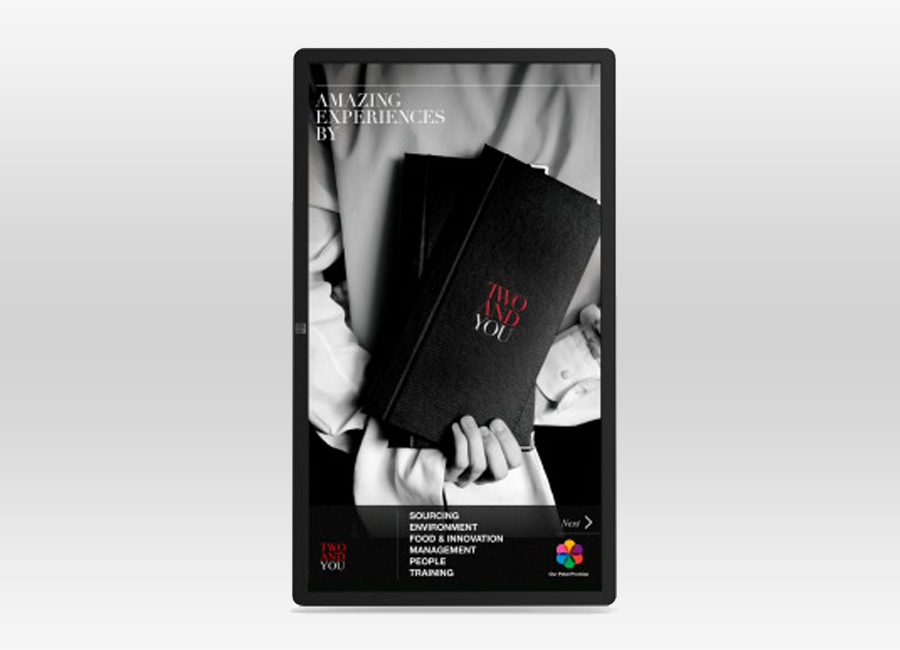 AMAZING
EXPERIENCES
BY
TWO
AND
YOU
SOURCING
ENVIRONMENT
FOOD & INNOVATION
MANAGEMENT
PEOPLE
TRAINING
Next
TWO
AND
YOU
Our Petal Promise